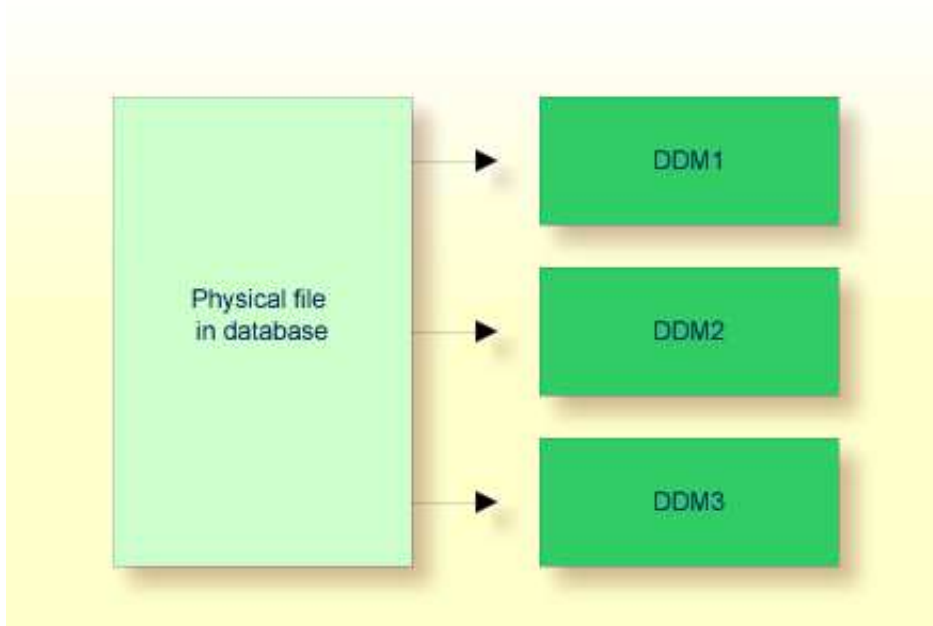 Physical file
in database
DDM1
DDM2
DDM3